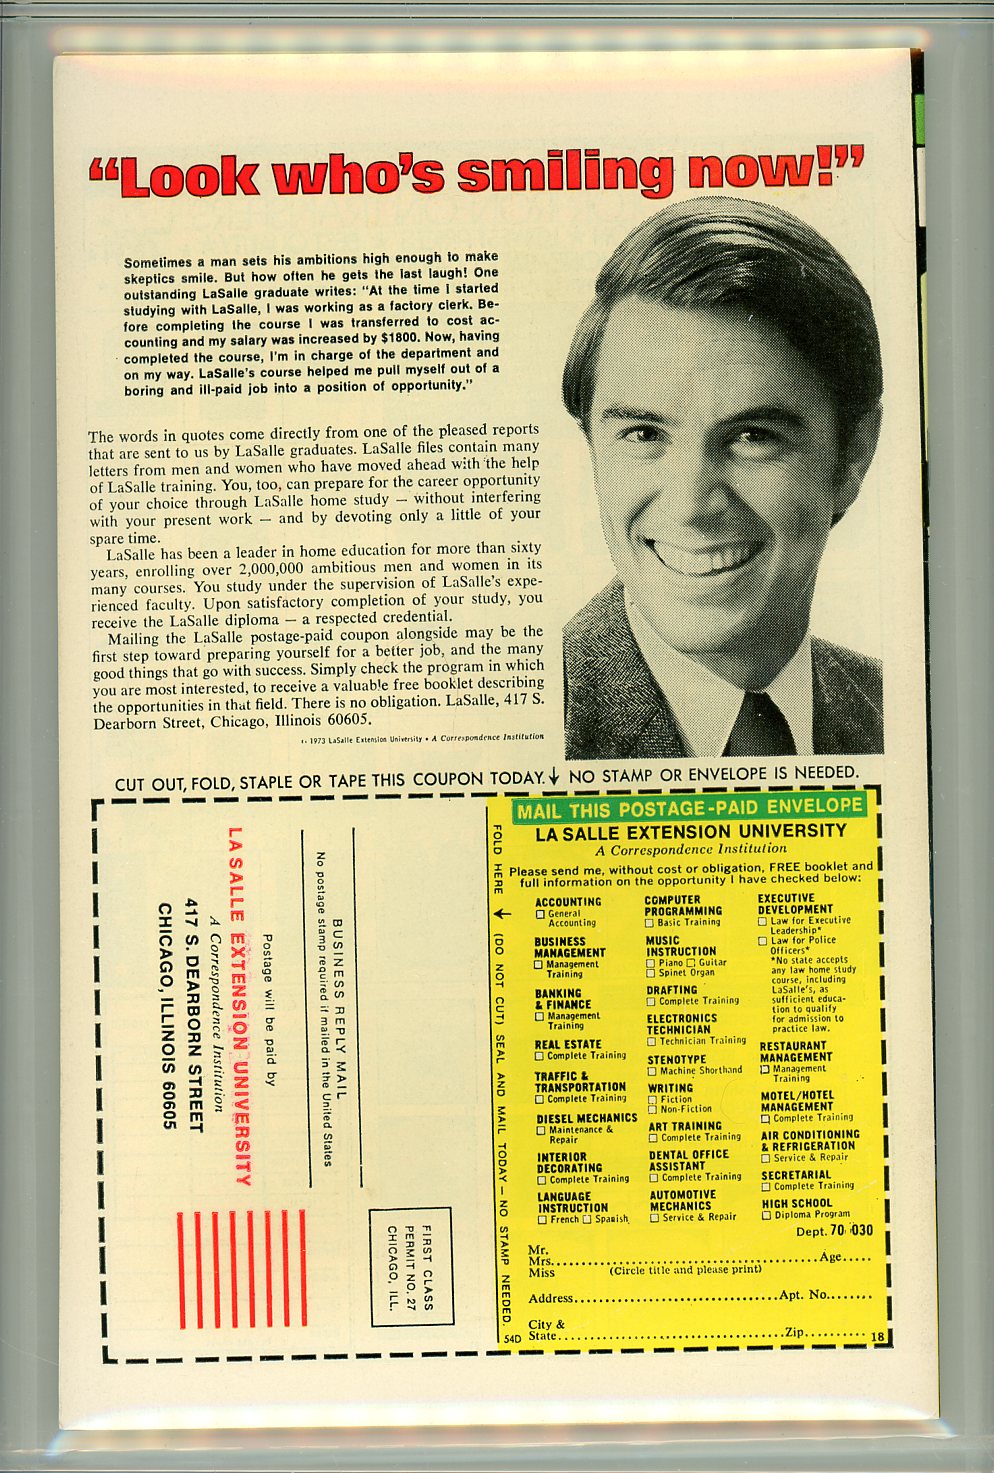 “Look who’s smiling now!”
Sometimes a man sets his ambitions high enough to make
skeptics smile. But how often he gets the last laugh! One
outstanding LaSalle graduate writes: “At the time I started
studying with LaSalle, I was working as a factory clerk. Be-
fore completing the course I was transferred to cost ac-
counting and my salary was increased by $1800. Now, having
completed the course, I’m in charge of the department and
on my way. LaSalle’s course helped me pull myself out of a
boring and ill-paid job into a position of opportunity.”
The words in quotes come directly from one of the pleased reports
that are sent to us by LaSalle graduates. LaSalle files contain many
letters from men and women who have moved ahead with the help
of LaSalle training. You, too, can prepare for the career opportunity
of your choice through LaSalle home study — without interfering
with your present work — and by devoting only a little of your
spare time.
LaSalle has been a leader in home education for more than sixty
years, enrolling over 2,000,000 ambitious men and women in its
many courses. You study under the supervision of LaSalle’s expe-
rienced faculty. Upon satisfactory completion of your study, you
receive the LaSalle diploma — a respected credential.
Mailing the LaSalle postage-paid coupon alongside may be the
first step toward preparing yourself for a better job, and the many
good things that go with success. Simply check the program in which
you are most interested, to receive a valuable free booklet describing
the opportunities in that field. There is no obligation. LaSalle, 417 S.
Dearborn Street, Chicago, Illinois 60605.
1973 LaSalle Extension University • A Correspondence Institution
CUT OUT, FOLD, STAPLE OR TAPE THIS COUPON TODAY. ↓ NO STAMP OR ENVELOPE IS NEEDED.
FIRST CLASS
PERMIT NO. 27
CHICAGO, ILL.
BUSINESS REPLY MAIL
No postage stamp required if mailed in the United States
Postage will be paid by
LA SALLE EXTENSION UNIVERSITY
A Correspondence Institution
417 S. DEARBORN STREET
CHICAGO, ILLINOIS 60605
FOLD HERE ↓ (DO NOT CUT) SEAL AND MAIL TODAY — NO STAMP NEEDED.
MAIL THIS POSTAGE-PAID ENVELOPE
LA SALLE EXTENSION UNIVERSITY
A Correspondence Institution
Please send me, without cost or obligation, FREE booklet and
full information on the opportunity I have checked below:
ACCOUNTING
☐ General
Accounting
BUSINESS
MANAGEMENT
☐ Management
Training
BANKING
& FINANCE
☐ Management
Training
REAL ESTATE
☐ Complete Training
TRAFFIC &
TRANSPORTATION
☐ Complete Training
DIESEL MECHANICS
☐ Maintenance &
Repair
INTERIOR
DECORATING
☐ Complete Training
LANGUAGE
INSTRUCTION
☐ French ☐ Spanish
COMPUTER
PROGRAMMING
☐ Basic Training
MUSIC
INSTRUCTION
☐ Piano ☐ Guitar
☐ Spinet Organ
DRAFTING
☐ Complete Training
ELECTRONICS
TECHNICIAN
☐ Technician Training
STENOTYPE
☐ Machine Shorthand
WRITING
☐ Fiction
☐ Non-Fiction
ART TRAINING
☐ Complete Training
DENTAL OFFICE
ASSISTANT
☐ Complete Training
AUTOMOTIVE
MECHANICS
☐ Service & Repair
EXECUTIVE
DEVELOPMENT
☐ Law for Executive
Leadership*
☐ Law for Police
Officers*
*No state accepts
any law home study
course, including
LaSalle’s, as
sufficient educa-
tion to qualify
for admission to
practice law.
RESTAURANT
MANAGEMENT
☐ Management
Training
MOTEL/HOTEL
MANAGEMENT
☐ Complete Training
AIR CONDITIONING
& REFRIGERATION
☐ Service & Repair
SECRETARIAL
☐ Complete Training
HIGH SCHOOL
☐ Diploma Program
Dept. 70-030
Mr.
Mrs. Age
Miss (Circle title and please print)
Address Apt. No.
City &
State Zip
54D 18